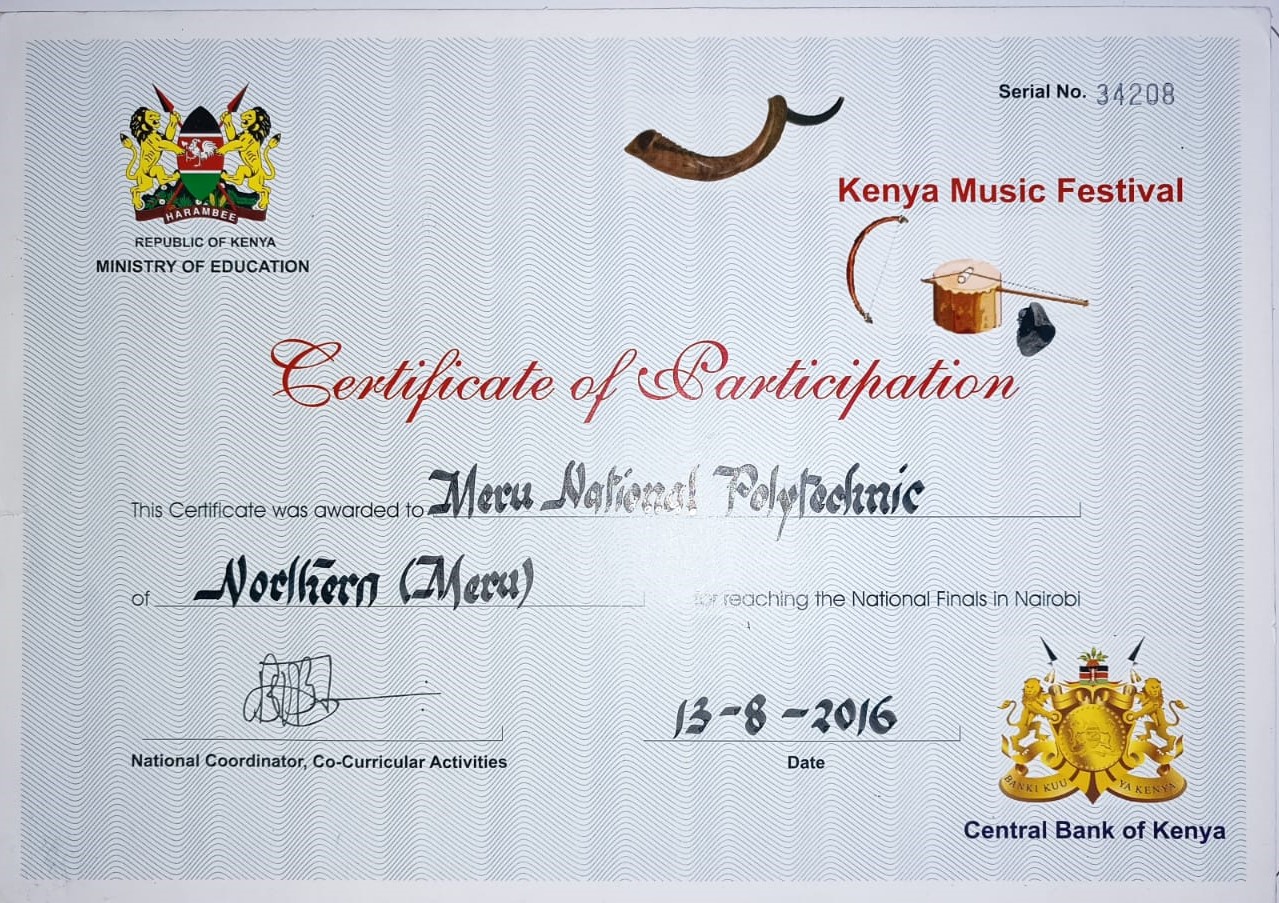 Serial No. 34208
HARAMBEE
REPUBLIC OF KENYA
MINISTRY OF EDUCATION
Kenya Music Festival
Certificate of Participation
This Certificate was awarded to Meru National Polytechnic
of Northern (Meru) for reaching the National Finals in Nairobi
13-8-2016
National Coordinator, Co-Curricular Activities
Date
BANKI KUU YA KENYA
Central Bank of Kenya